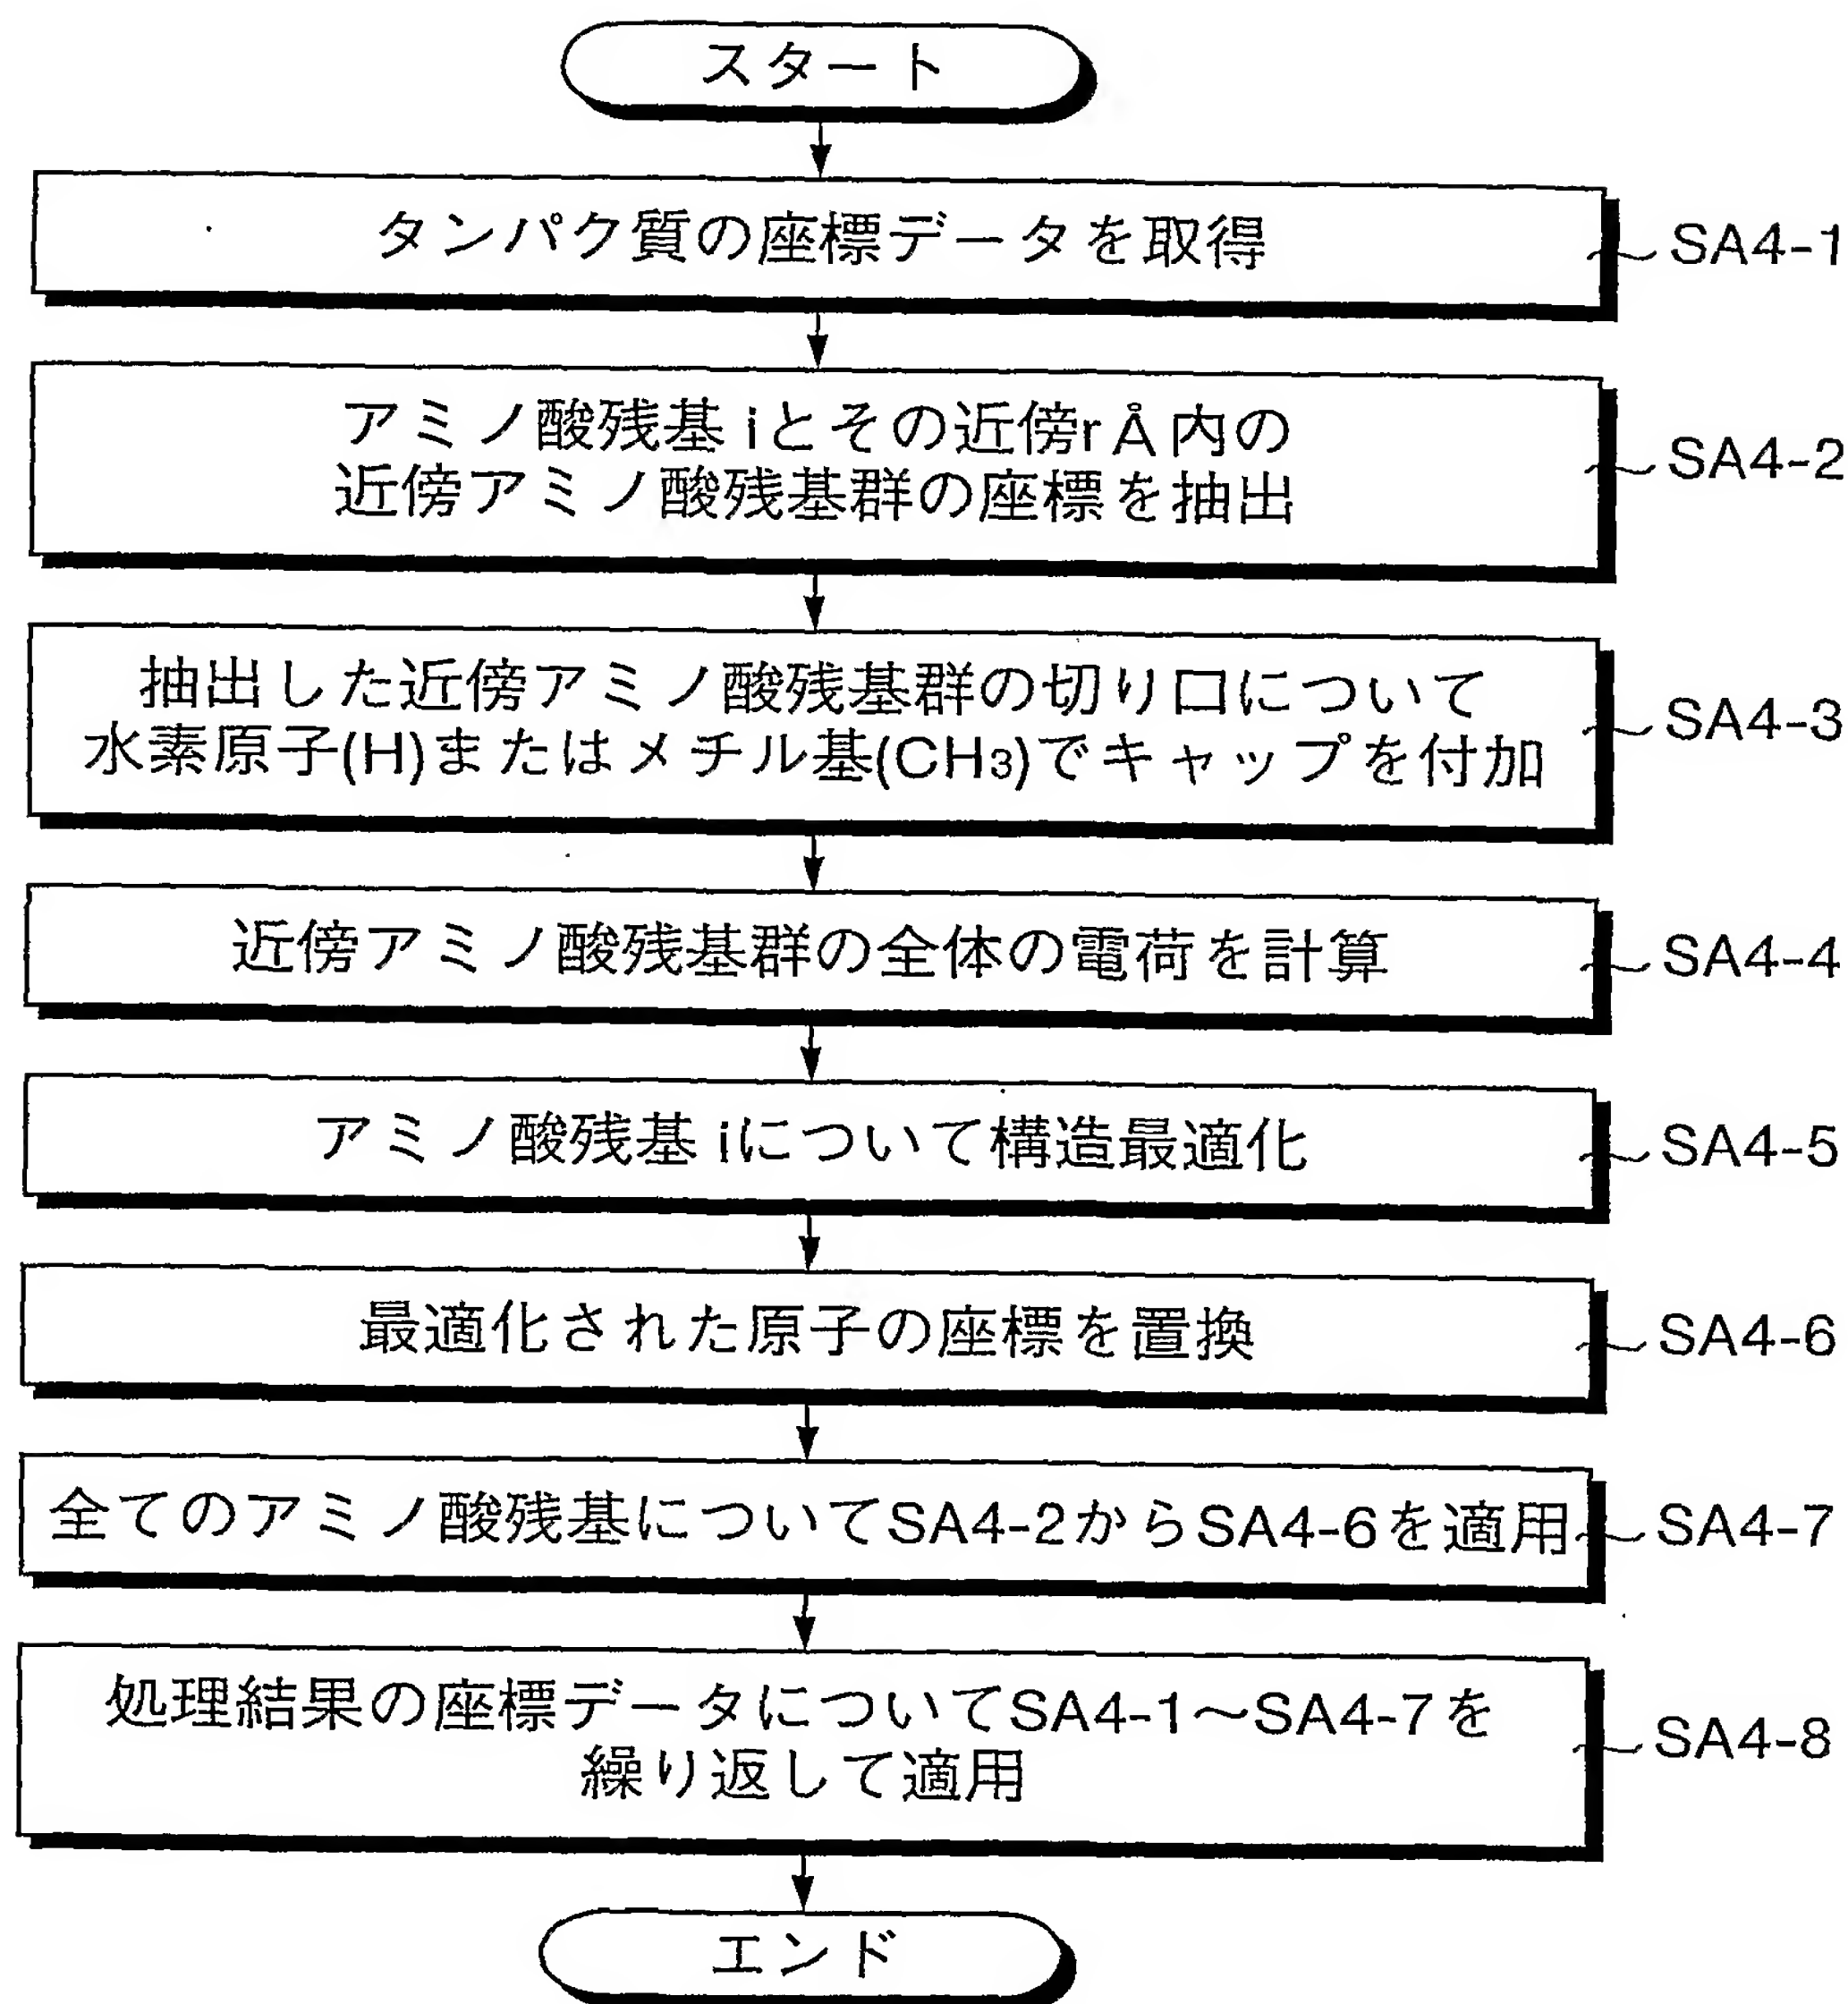 スタート
タンパク質の座標データを取得
SA4-1
アミノ酸残基iとその近傍rÅ内の
近傍アミノ酸残基群の座標を抽出
SA4-2
抽出した近傍アミノ酸残基群の切り口について
水素原子(H)またはメチル基(CH₃)でキャップを付加
SA4-3
近傍アミノ酸残基群の全体の電荷を計算
SA4-4
アミノ酸残基iについて構造最適化
SA4-5
最適化された原子の座標を置換
SA4-6
全てのアミノ酸残基についてSA4-2からSA4-6を適用
SA4-7
処理結果の座標データについてSA4-1～SA4-7を
繰り返して適用
SA4-8
エンド